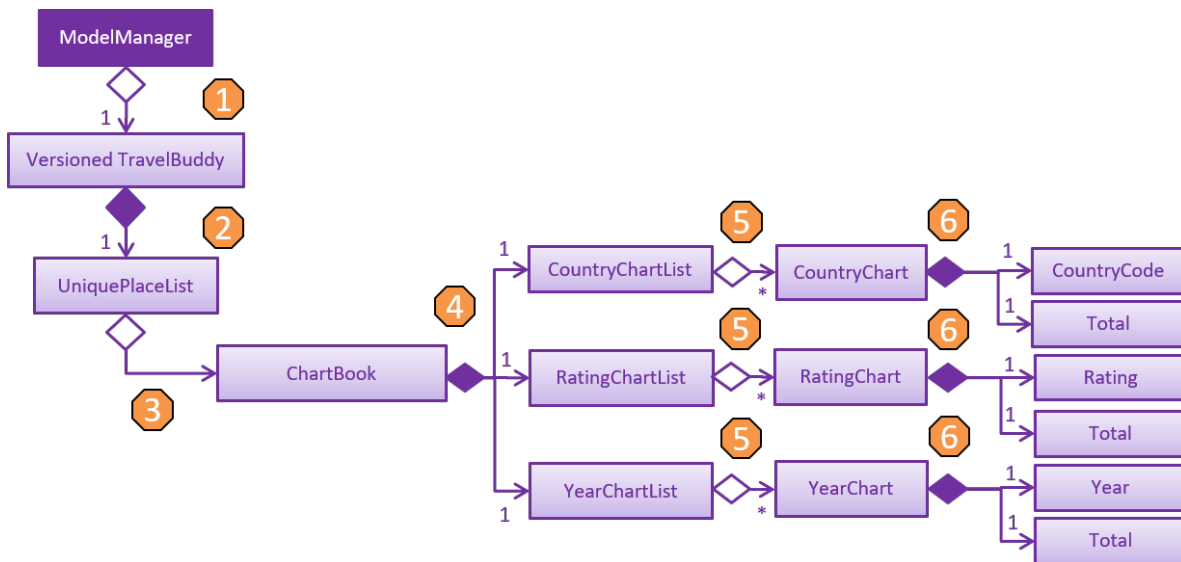 ModelManager
1
1
Versioned TravelBuddy
2
1
UniquePlaceList
3
ChartBook
4
1
CountryChartList
5
*
CountryChart
6
1
CountryCode
1
Total
1
RatingChartList
5
*
RatingChart
6
1
Rating
1
Total
1
YearChartList
5
*
YearChart
6
1
Year
1
Total